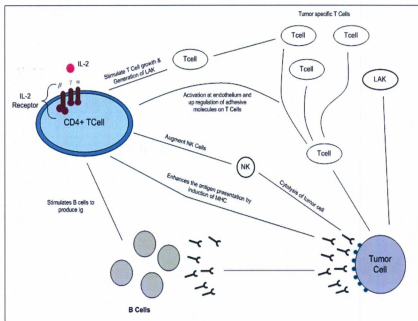 Tumor specific T Cells
IL-2
Stimulate T Cell growth &
Generation of LAK
Tcell
Tcell
Tcell
Tcell
LAK
IL-2
Receptor
β γ α
CD4+ TCell
Activation at endothelium and
up regulation of adhesive
molecules on T Cells
Tcell
Augment NK Cells
NK
Cytolysis of tumor cell
Enhances the antigen presentation by
induction of MHC
Stimulates B cells to
produce Ig
Tumor
Cell
B Cells